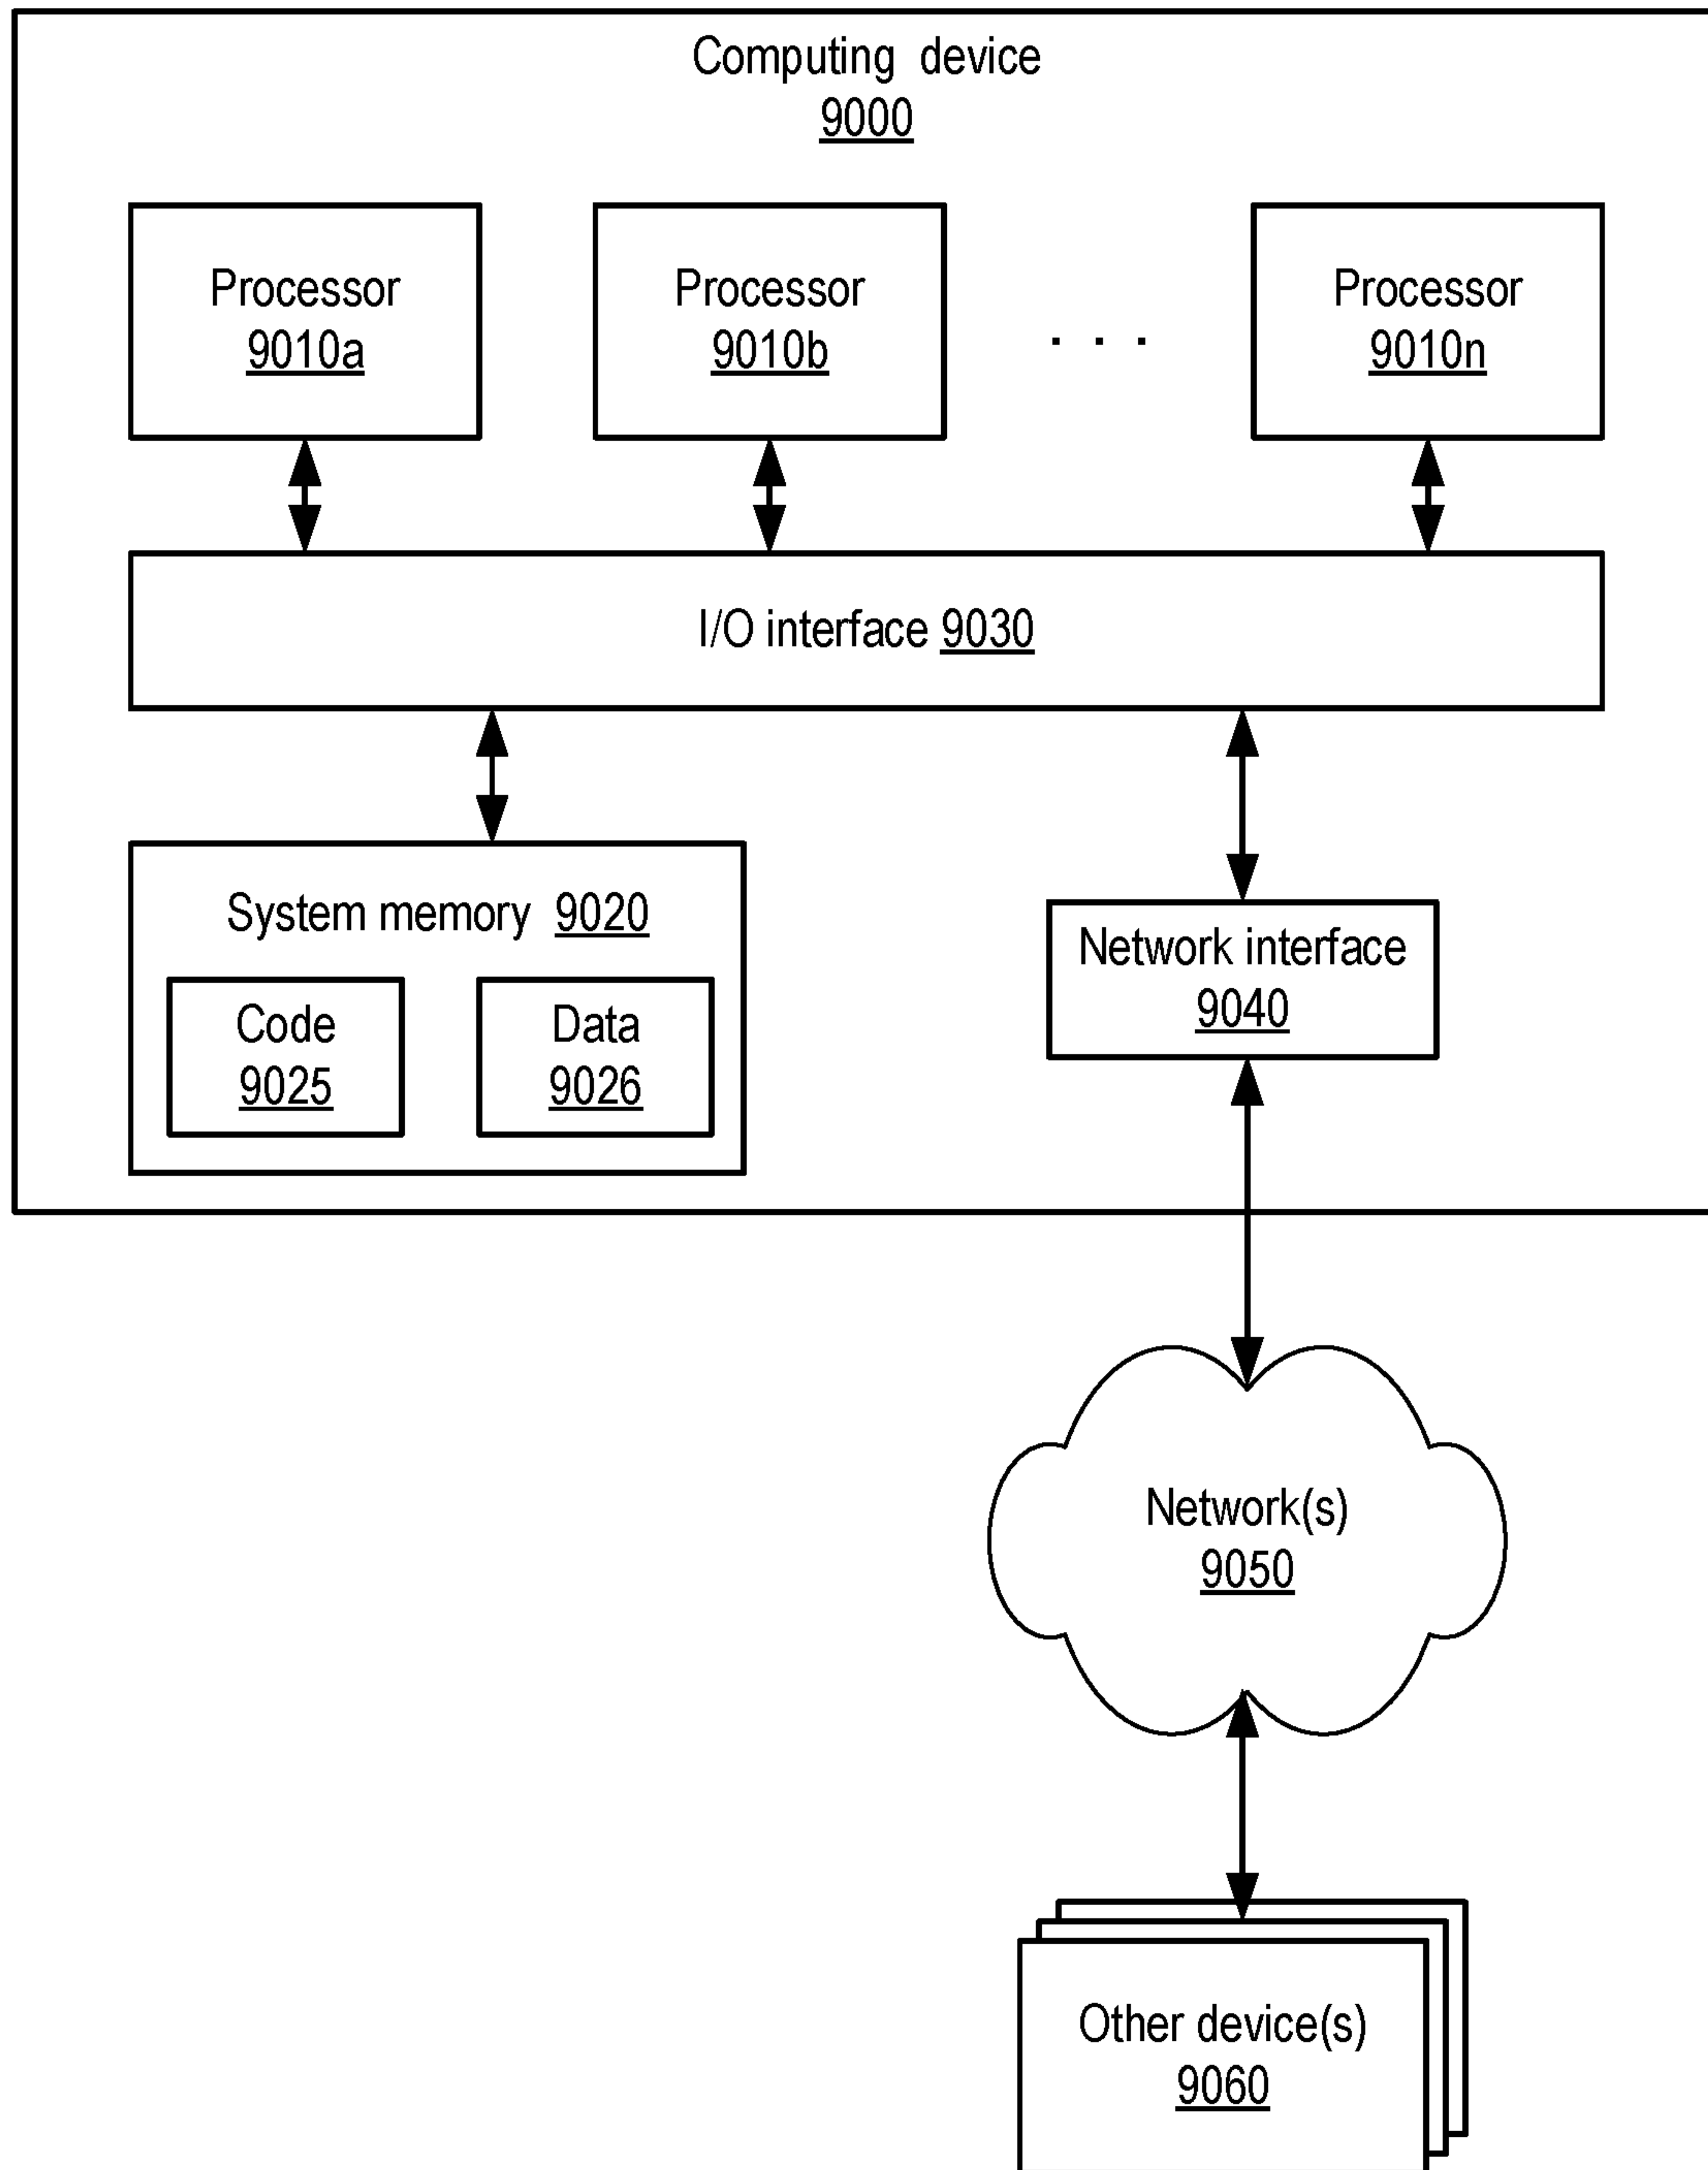 Computing device
9000
Processor
9010a
Processor
9010b
. . .
Processor
9010n
I/O interface 9030
System memory 9020
Code
9025
Data
9026
Network interface
9040
Network(s)
9050
Other device(s)
9060